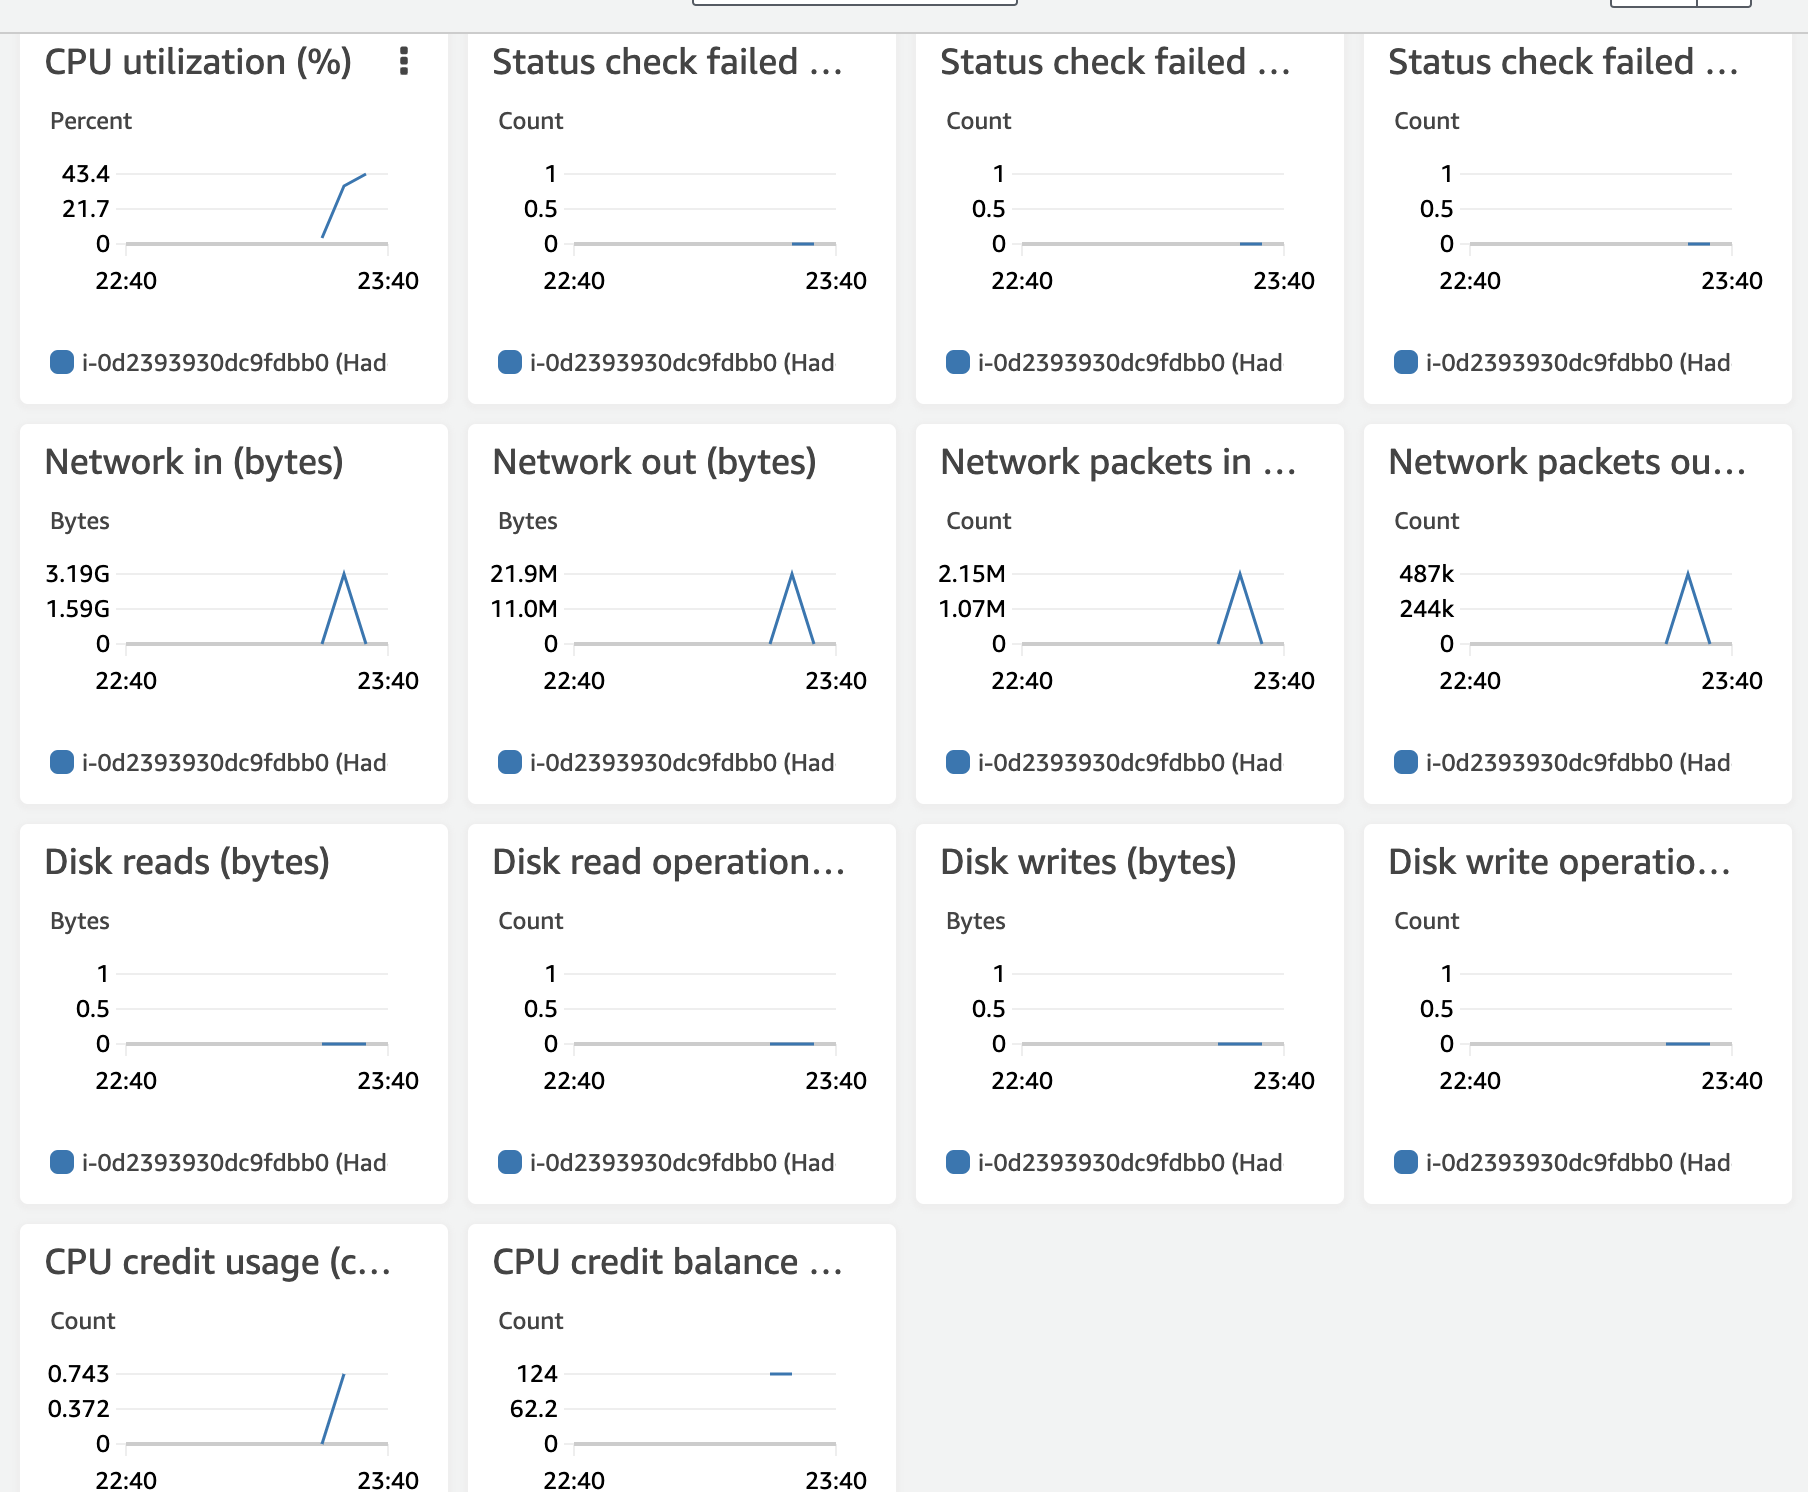 CPU utilization (%)
Percent
43.4
21.7
0
22:40 23:40
i-0d2393930dc9fdbb0 (Had
Status check failed ...
Count
1
0.5
0
22:40 23:40
i-0d2393930dc9fdbb0 (Had
Status check failed ...
Count
1
0.5
0
22:40 23:40
i-0d2393930dc9fdbb0 (Had
Status check failed ...
Count
1
0.5
0
22:40 23:40
i-0d2393930dc9fdbb0 (Had
Network in (bytes)
Bytes
3.19G
1.59G
0
22:40 23:40
i-0d2393930dc9fdbb0 (Had
Network out (bytes)
Bytes
21.9M
11.0M
0
22:40 23:40
i-0d2393930dc9fdbb0 (Had
Network packets in ...
Count
2.15M
1.07M
0
22:40 23:40
i-0d2393930dc9fdbb0 (Had
Network packets ou...
Count
487k
244k
0
22:40 23:40
i-0d2393930dc9fdbb0 (Had
Disk reads (bytes)
Bytes
1
0.5
0
22:40 23:40
i-0d2393930dc9fdbb0 (Had
Disk read operation...
Count
1
0.5
0
22:40 23:40
i-0d2393930dc9fdbb0 (Had
Disk writes (bytes)
Bytes
1
0.5
0
22:40 23:40
i-0d2393930dc9fdbb0 (Had
Disk write operatio...
Count
1
0.5
0
22:40 23:40
i-0d2393930dc9fdbb0 (Had
CPU credit usage (c...
Count
0.743
0.372
0
22:40 23:40
CPU credit balance ...
Count
124
62.2
0
22:40 23:40